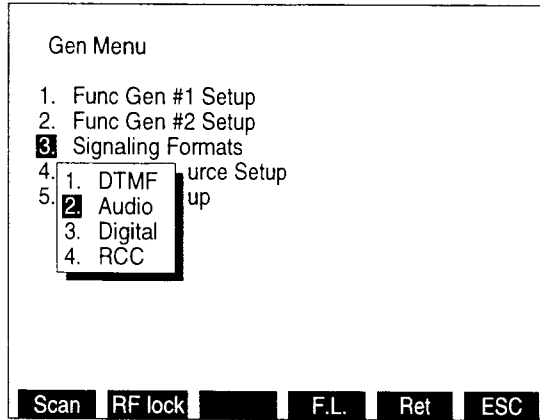 Gen Menu
1. Func Gen #1 Setup
2. Func Gen #2 Setup
3. Signaling Formats
4. urce Setup
5. up
1. DTMF
2. Audio
3. Digital
4. RCC
Scan RF lock F.L. Ret ESC